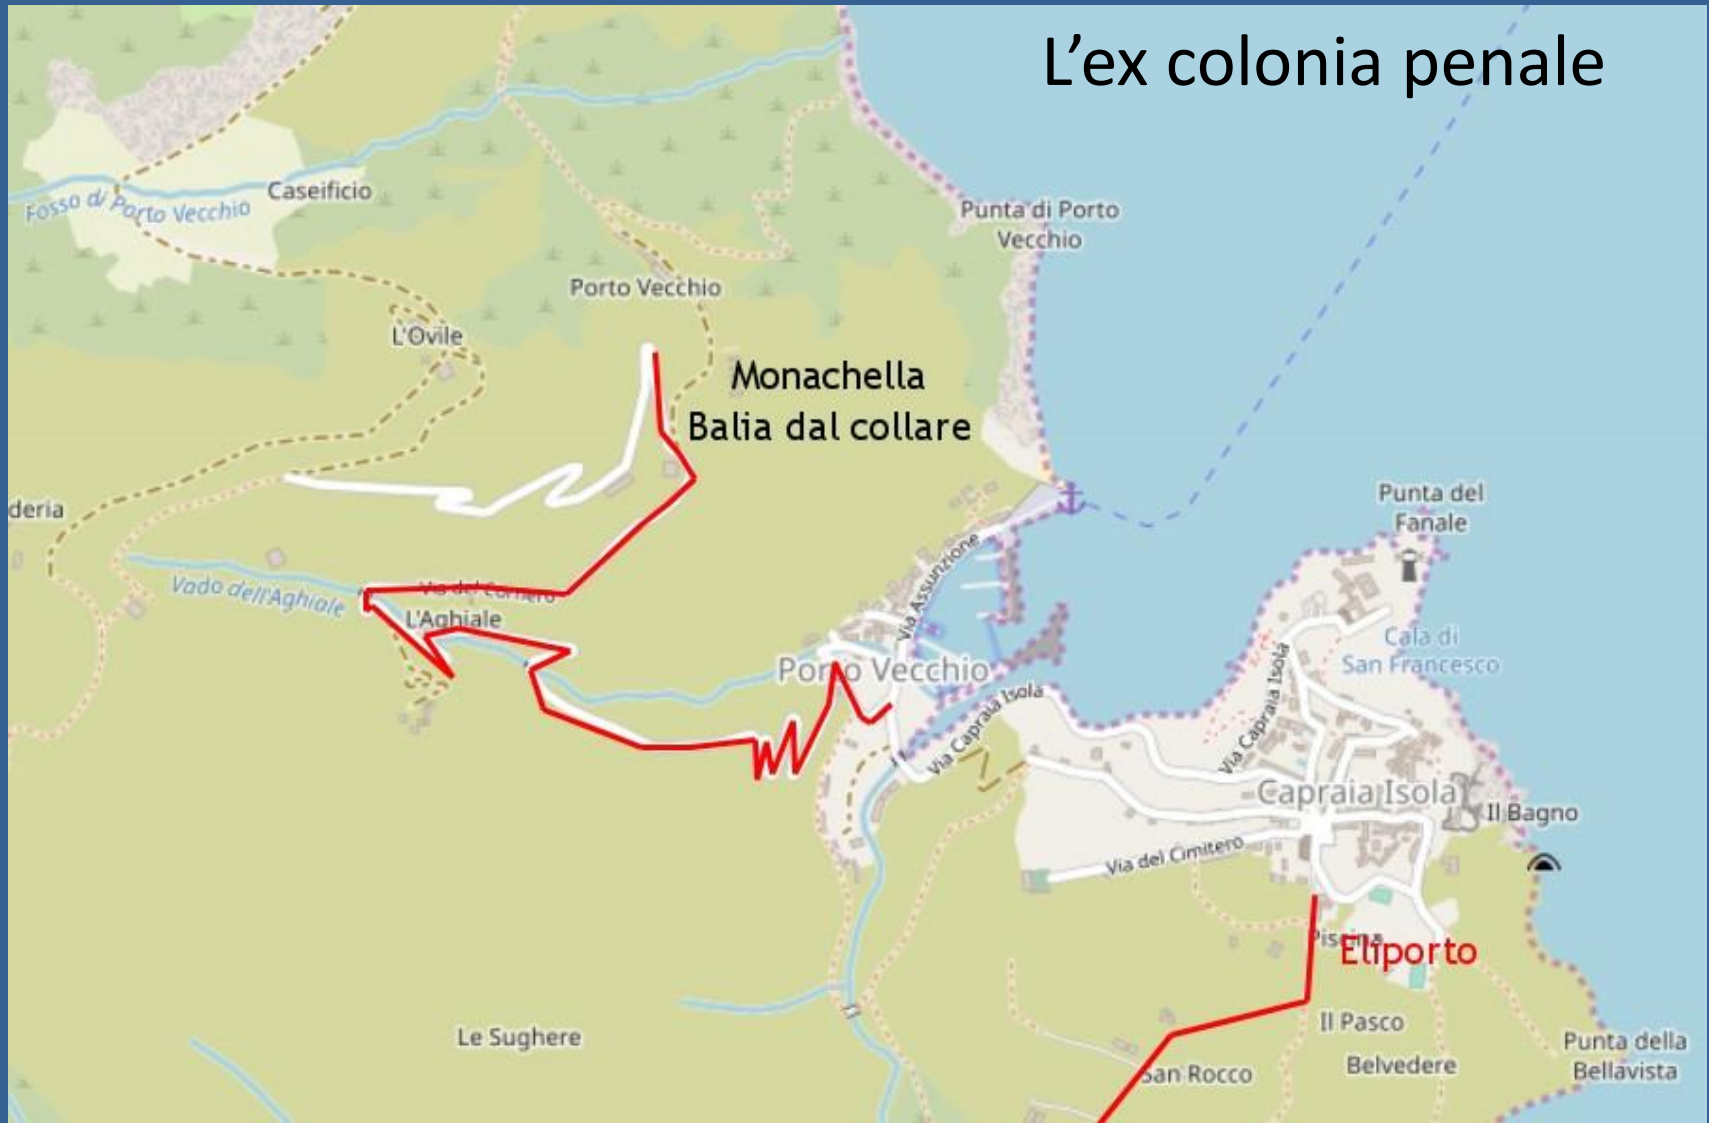 L'ex colonia penale
Caseificio
Fosso di Porto Vecchio
Punta di Porto
Vecchio
Porto Vecchio
L'Ovile
Monachella
Balia dal collare
deria
Punta del
Fanale
Via Assunzione
Vado dell'Aghiale
Via del Corniero
L'Aghiale
Cala di
San Francesco
Porto Vecchio
Via Capraia Isola
Via Capraia Isola
Capraia Isola
Il Bagno
Via del Cimitero
Piscina
Eliporto
Il Pasco
Le Sughere
Punta della
Bellavista
Belvedere
San Rocco